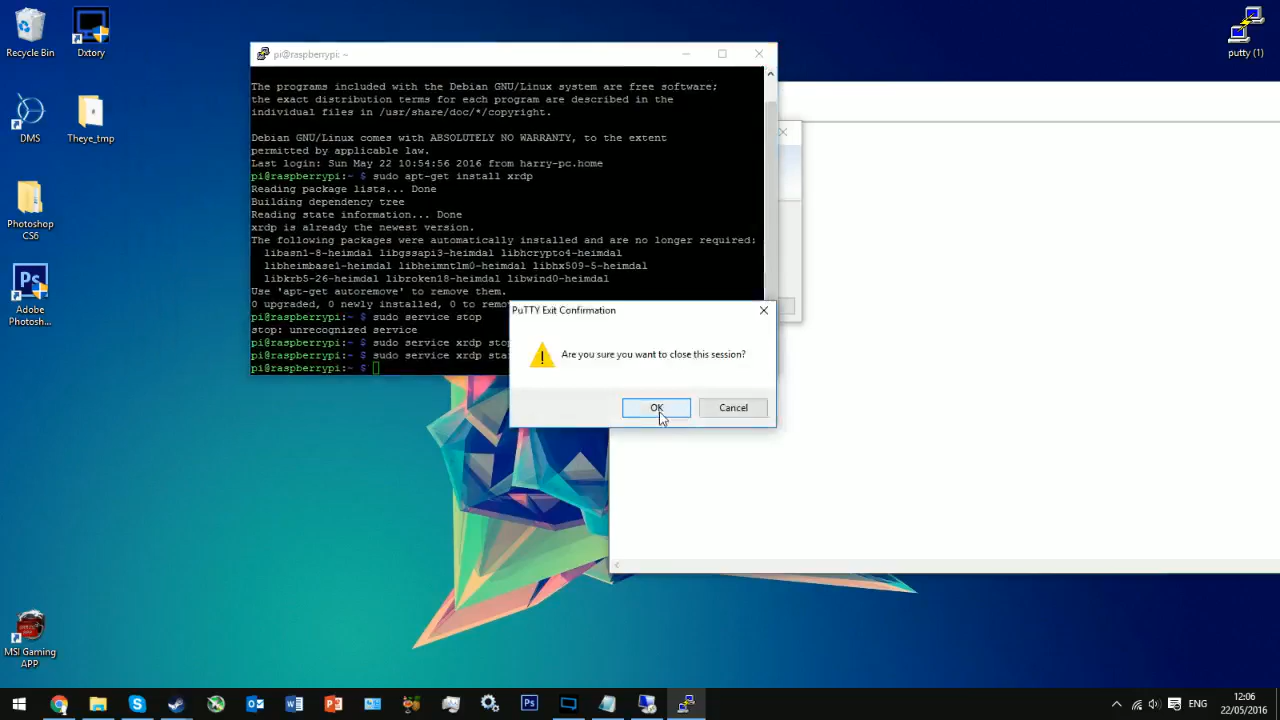 Recycle Bin
Dxtory
DMS
Theye_tmp
Photoshop
CS6
Adobe
Photosh...
MSI Gaming
APP
putty (1)
pi@raspberrypi: ~
The programs included with the Debian GNU/Linux system are free software;
the exact distribution terms for each program are described in the
individual files in /usr/share/doc/*/copyright.
Debian GNU/Linux comes with ABSOLUTELY NO WARRANTY, to the extent
permitted by applicable law.
Last login: Sun May 22 10:54:56 2016 from harry-pc.home
pi@raspberrypi:~ $ sudo apt-get install xrdp
Reading package lists... Done
Building dependency tree
Reading state information... Done
xrdp is already the newest version.
The following packages were automatically installed and are no longer required:
libasn1-8-heimdal libgssapi3-heimdal libhcrypto4-heimdal
libheimbase1-heimdal libheimntlm0-heimdal libhx509-5-heimdal
libkrb5-26-heimdal libroken18-heimdal libwind0-heimdal
Use 'apt-get autoremove' to remove them.
0 upgraded, 0 newly installed, 0 to remo
pi@raspberrypi:~ $ sudo service stop
stop: unrecognized service
pi@raspberrypi:~ $ sudo service xrdp stop
pi@raspberrypi:~ $ sudo service xrdp sta
pi@raspberrypi:~ $
PuTTY Exit Confirmation
Are you sure you want to close this session?
OK
Cancel
ENG
12:06
22/05/2016